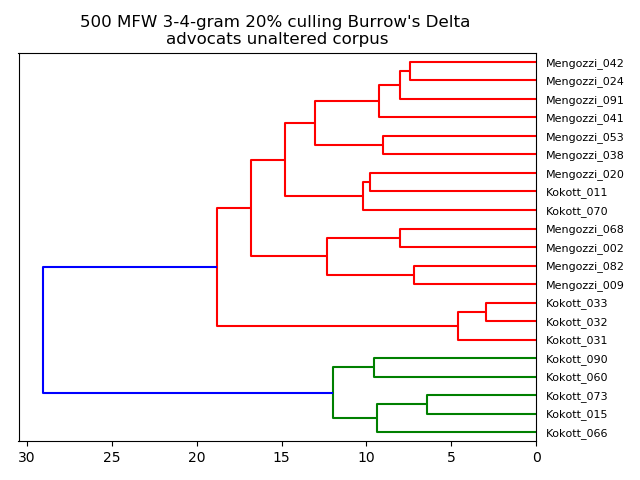 500 MFW 3-4-gram 20% culling Burrow's Delta
advocats unaltered corpus
Mengozzi_042
Mengozzi_024
Mengozzi_091
Mengozzi_041
Mengozzi_053
Mengozzi_038
Mengozzi_020
Kokott_011
Kokott_070
Mengozzi_068
Mengozzi_002
Mengozzi_082
Mengozzi_009
Kokott_033
Kokott_032
Kokott_031
Kokott_090
Kokott_060
Kokott_073
Kokott_015
Kokott_066
30 25 20 15 10 5 0